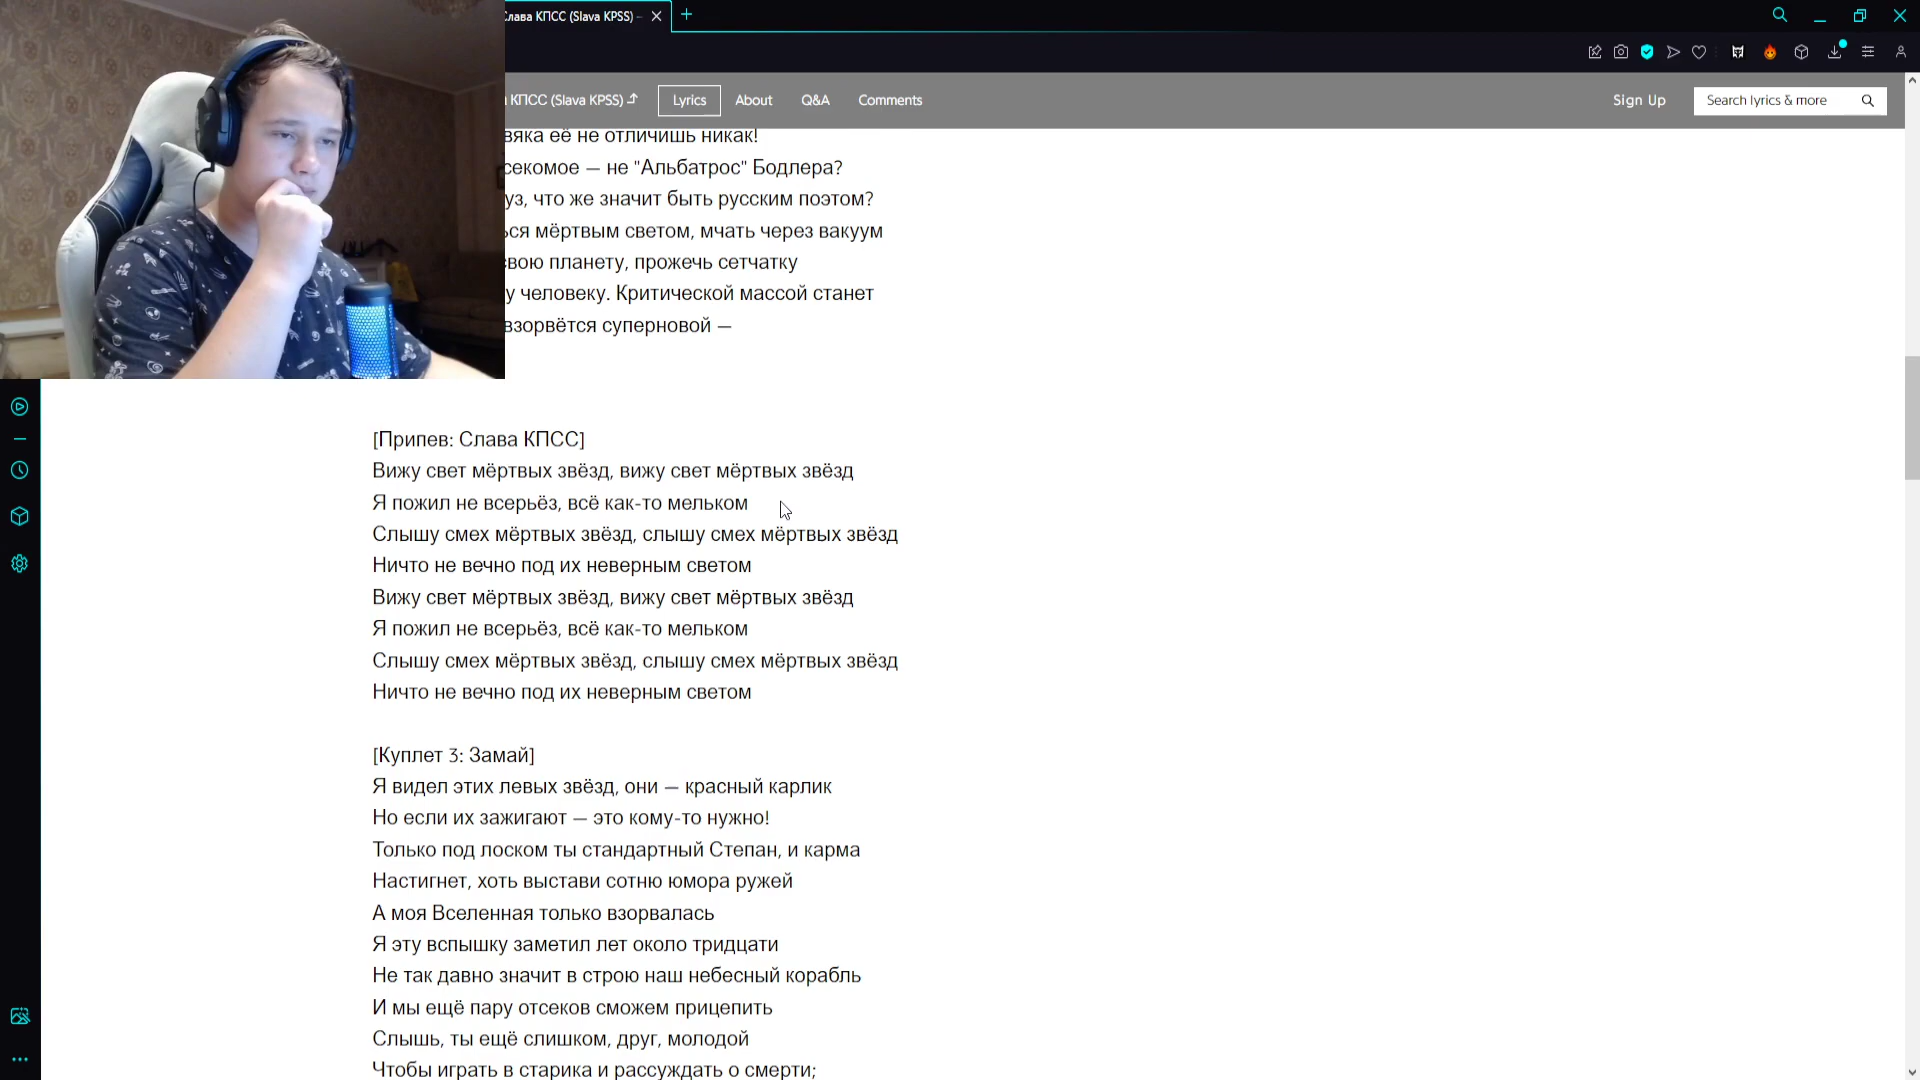 Слава КПСС (Slava KPSS) –
КПСС (Slava KPSS)
Lyrics
About
Q&A
Comments
Sign Up
Search lyrics & more
её не отличишь никак!
— не "Альбатрос" Бодлера?
что же значит быть русским поэтом?
мёртвым светом, мчать через вакуум
свою планету, прожечь сетчатку
человеку. Критической массой станет
взорвётся суперновой —
[Припев: Слава КПСС]
Вижу свет мёртвых звёзд, вижу свет мёртвых звёзд
Я пожил не всерьёз, всё как-то мельком
Слышу смех мёртвых звёзд, слышу смех мёртвых звёзд
Ничто не вечно под их неверным светом
Вижу свет мёртвых звёзд, вижу свет мёртвых звёзд
Я пожил не всерьёз, всё как-то мельком
Слышу смех мёртвых звёзд, слышу смех мёртвых звёзд
Ничто не вечно под их неверным светом
[Куплет 3: Замай]
Я видел этих левых звёзд, они — красный карлик
Но если их зажигают — это кому-то нужно!
Только под лоском ты стандартный Степан, и карма
Настигнет, хоть выстави сотню юмора ружей
А моя Вселенная только взорвалась
Я эту вспышку заметил лет около тридцати
Не так давно значит в строю наш небесный корабль
И мы ещё пару отсеков сможем прицепить
Слышь, ты ещё слишком, друг, молодой
Чтобы играть в старика и рассуждать о смерти;